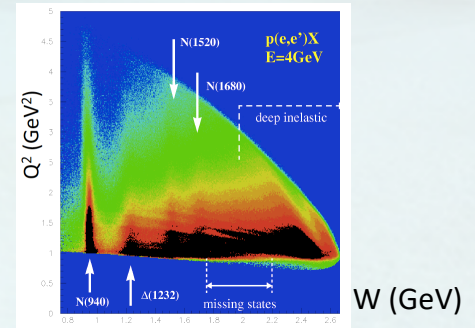 5
4.5
4
3.5
3
2.5
2
1.5
1
0.5
0
Q² (GeV²)
N(1520)
N(1680)
p(e,e')X
E=4GeV
deep inelastic
N(940)
Δ(1232)
missing states
0.8 1 1.2 1.4 1.6 1.8 2 2.2 2.4 2.6
W (GeV)